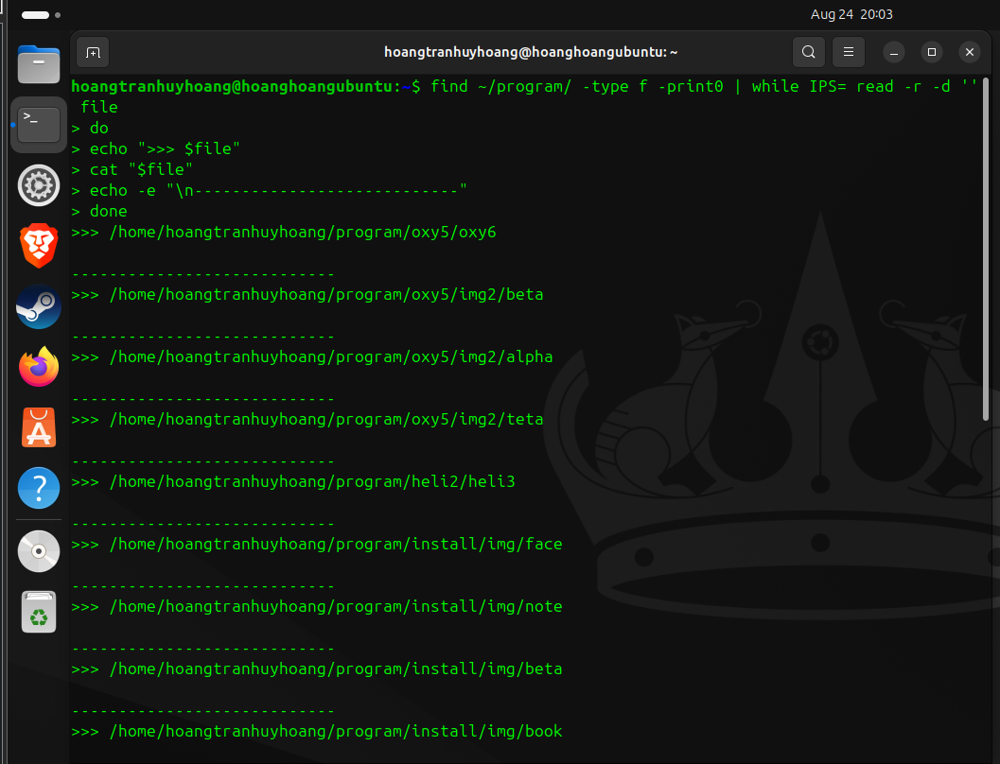 Aug 24 20:03
hoangtranhuyhoang@hoanghoangubuntu: ~
hoangtranhuyhoang@hoanghoangubuntu:~$ find ~/program/ -type f -print0 | while IPS= read -r -d ''
file
> do
> echo ">>> $file"
> cat "$file"
> echo -e "\n----------------------------"
> done
>>> /home/hoangtranhuyhoang/program/oxy5/oxy6
----------------------------
>>> /home/hoangtranhuyhoang/program/oxy5/img2/beta
----------------------------
>>> /home/hoangtranhuyhoang/program/oxy5/img2/alpha
----------------------------
>>> /home/hoangtranhuyhoang/program/oxy5/img2/teta
----------------------------
>>> /home/hoangtranhuyhoang/program/heli2/heli3
----------------------------
>>> /home/hoangtranhuyhoang/program/install/img/face
----------------------------
>>> /home/hoangtranhuyhoang/program/install/img/note
----------------------------
>>> /home/hoangtranhuyhoang/program/install/img/beta
----------------------------
>>> /home/hoangtranhuyhoang/program/install/img/book